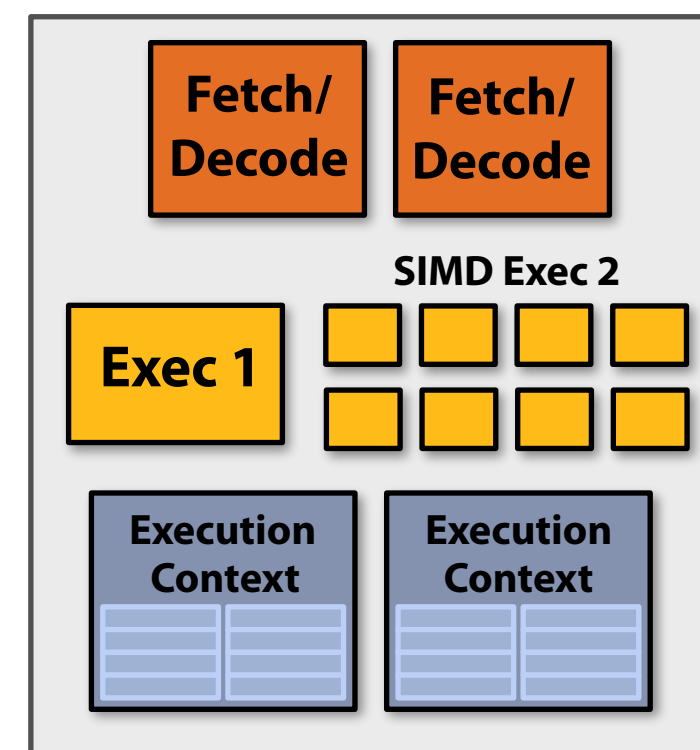 Fetch/
Decode
Fetch/
Decode
SIMD Exec 2
Exec 1
Execution
Context
Execution
Context